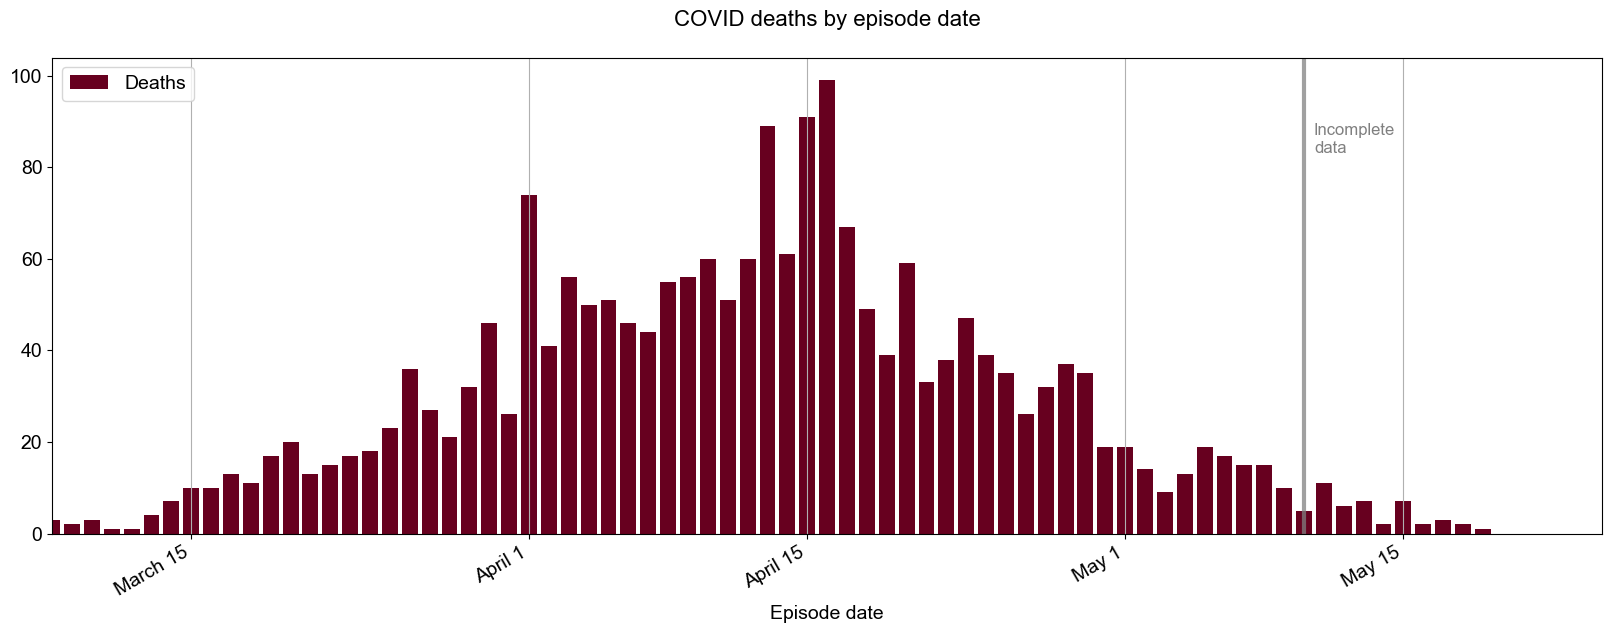 COVID deaths by episode date
Deaths
100
80
60
40
20
0
Incomplete
data
March 15
April 1
April 15
May 1
May 15
Episode date